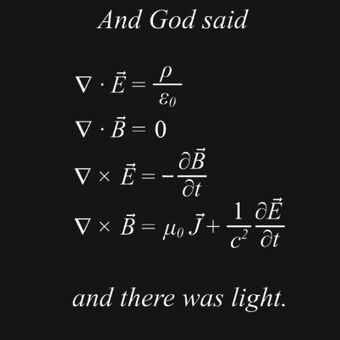 And God said
∇ · E⃗ = ρ/ε₀
∇ · B⃗ = 0
∇ × E⃗ = −∂B⃗/∂t
∇ × B⃗ = μ₀ J⃗ + 1/c² ∂E⃗/∂t
and there was light.